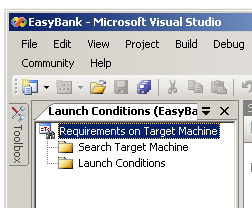 EasyBank - Microsoft Visual Studio
File Edit View Project Build Debug
Community Help
Launch Conditions (EasyBa
Toolbox
Requirements on Target Machine
Search Target Machine
Launch Conditions